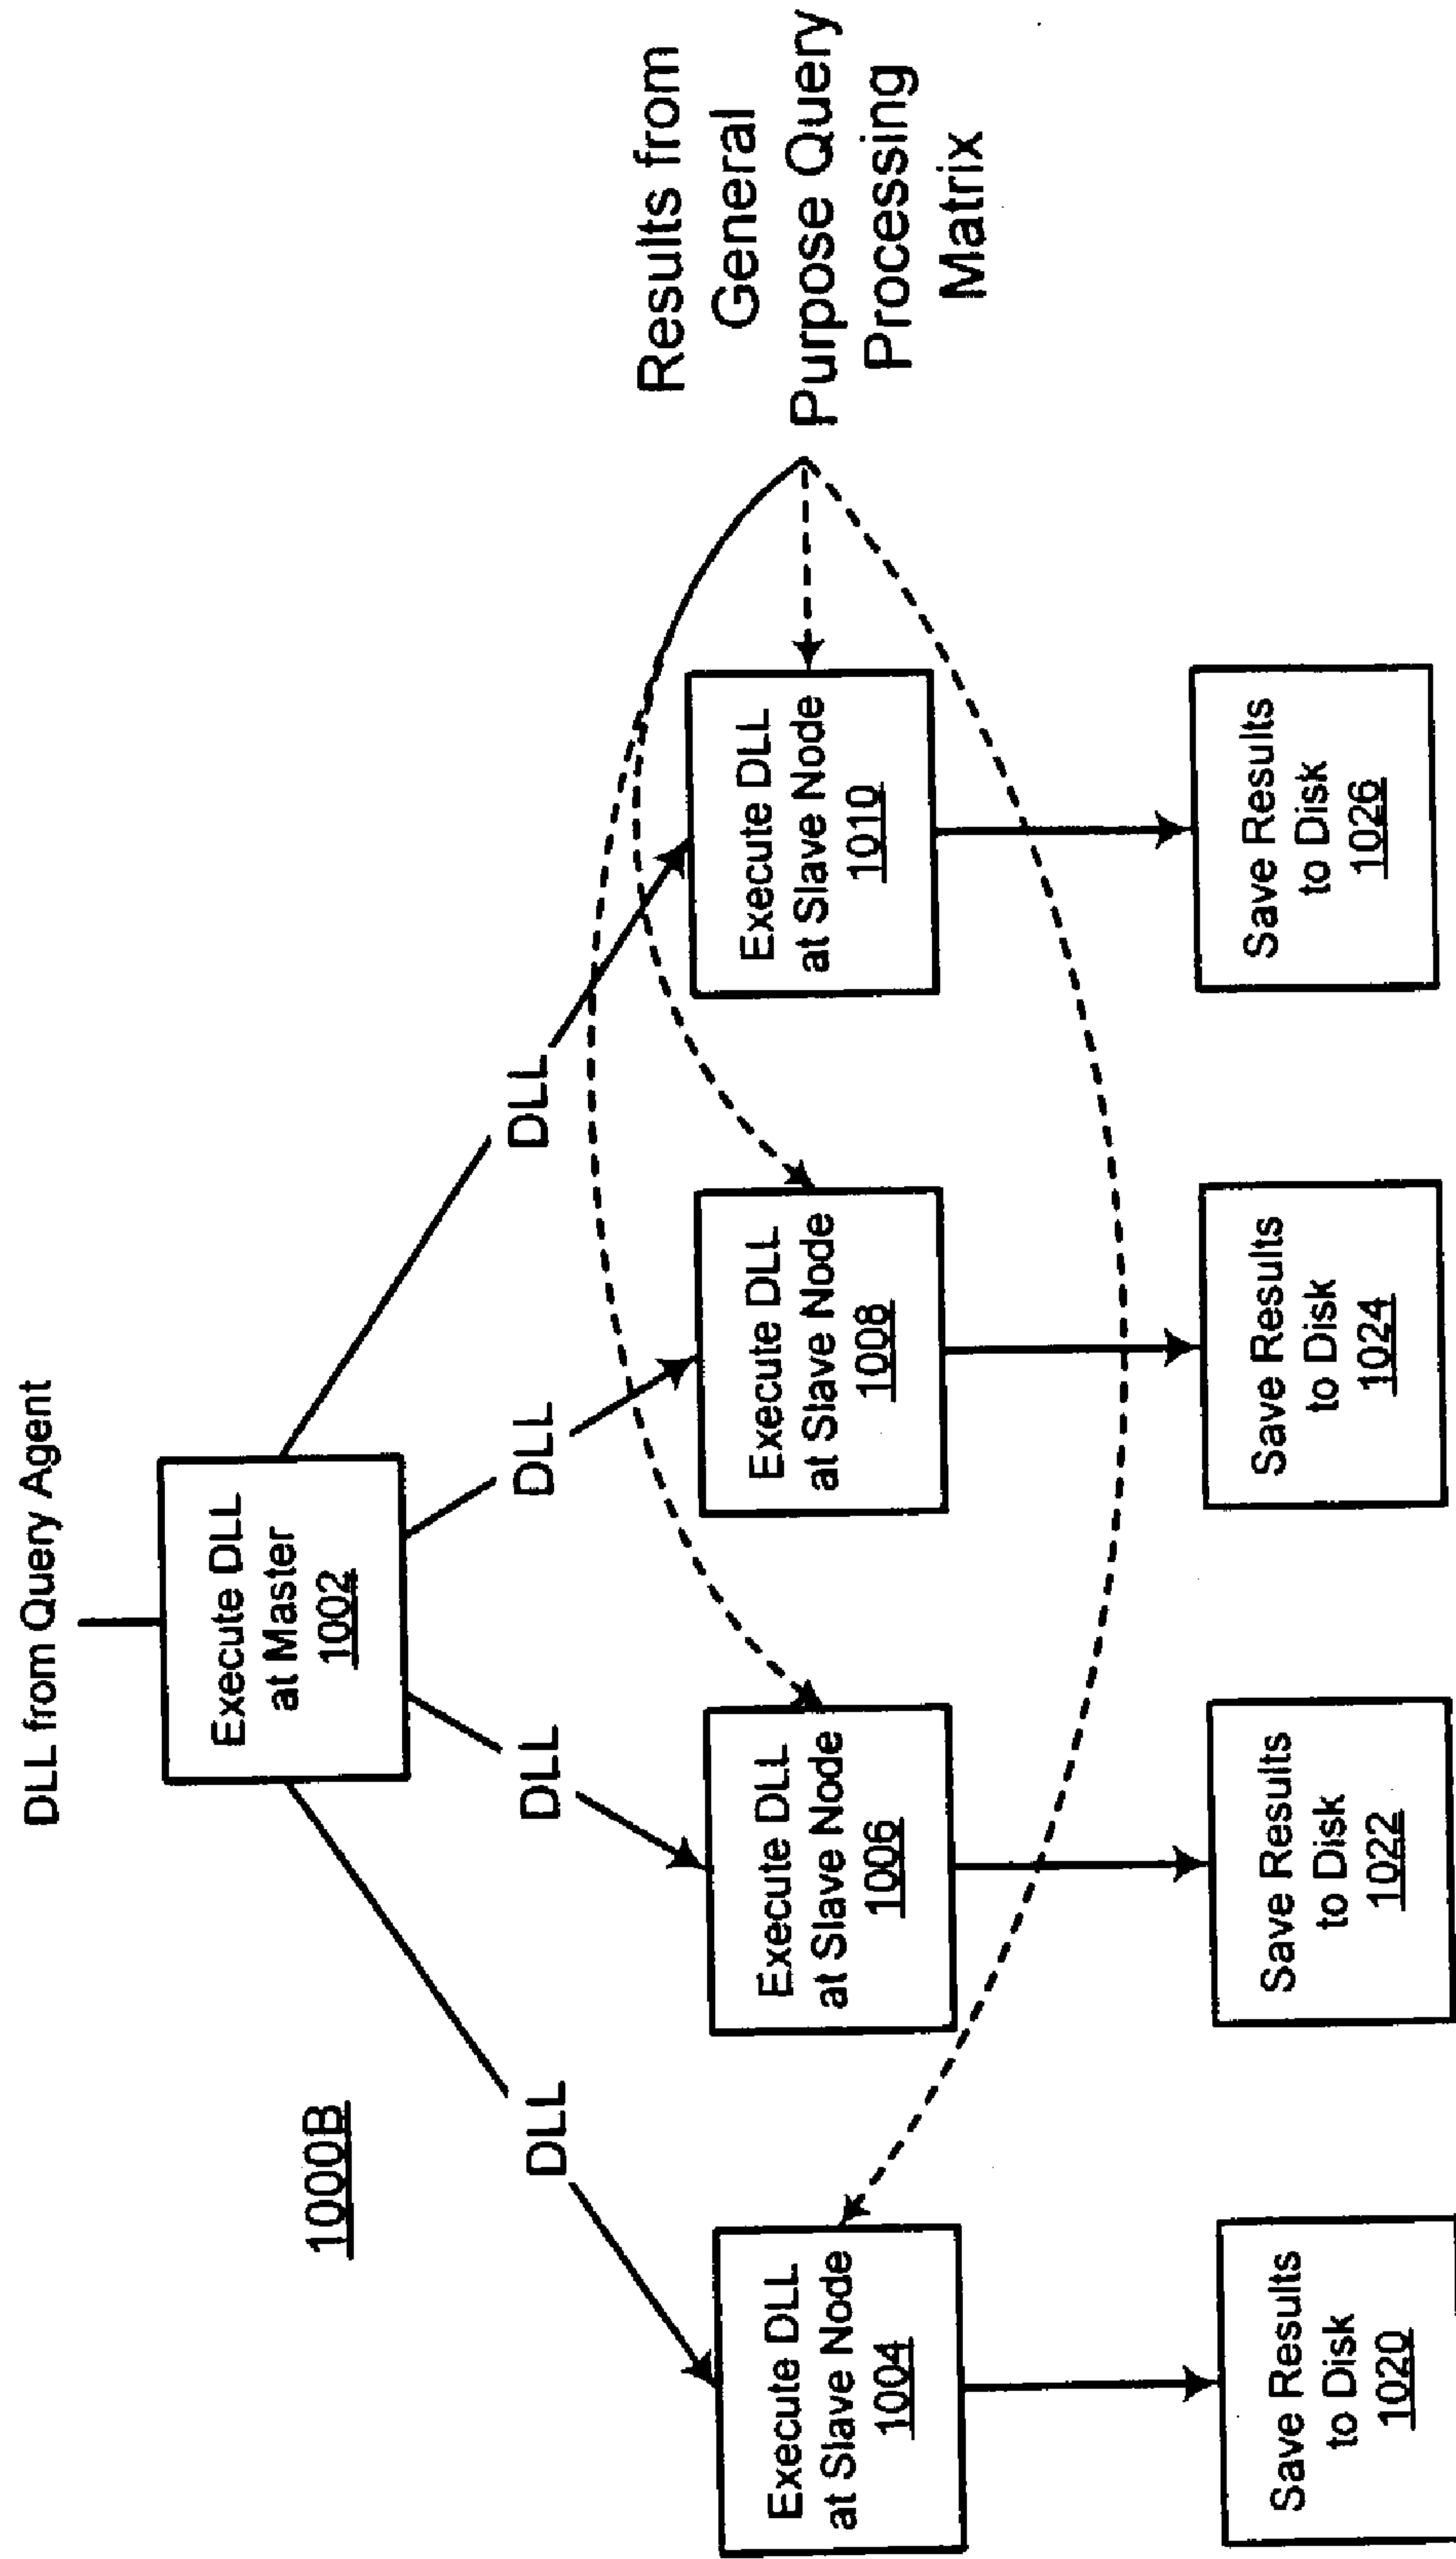 DLL from Query Agent
1000B
Execute DLL
at Master
1002
DLL
DLL
DLL
DLL
Results from
General
Purpose Query
Processing
Matrix
Execute DLL
at Slave Node
1004
Execute DLL
at Slave Node
1006
Execute DLL
at Slave Node
1008
Execute DLL
at Slave Node
1010
Save Results
to Disk
1020
Save Results
to Disk
1022
Save Results
to Disk
1024
Save Results
to Disk
1026